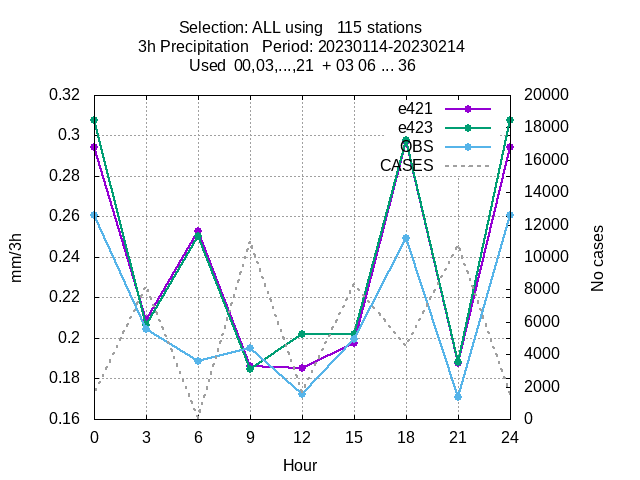 Selection: ALL using   115 stations
3h Precipitation   Period: 20230114-20230214
Used  00,03,...,21  + 03 06 ... 36
0.32
0.3
0.28
0.26
0.24
0.22
0.2
0.18
0.16
mm/3h
e421
e423
OBS
CASES
20000
18000
16000
14000
12000
10000
8000
6000
4000
2000
0
No cases
0 3 6 9 12 15 18 21 24
Hour